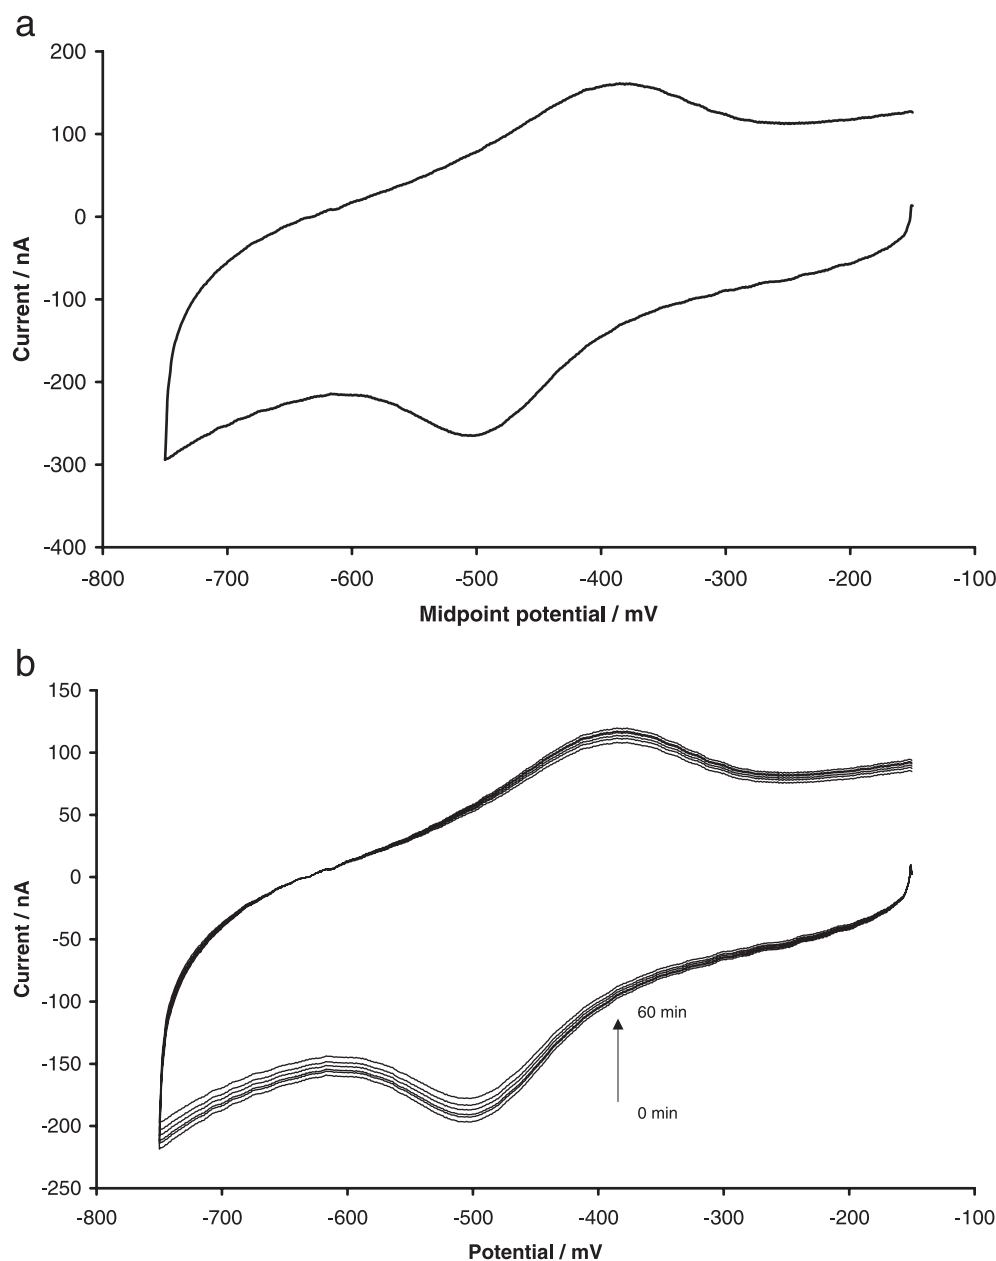 a
200
100
0
-100
-200
-300
-400
Current / nA
-800 -700 -600 -500 -400 -300 -200 -100
Midpoint potential / mV
b
150
100
50
0
-50
-100
-150
-200
-250
Current / nA
60 min
0 min
-800 -700 -600 -500 -400 -300 -200 -100
Potential / mV